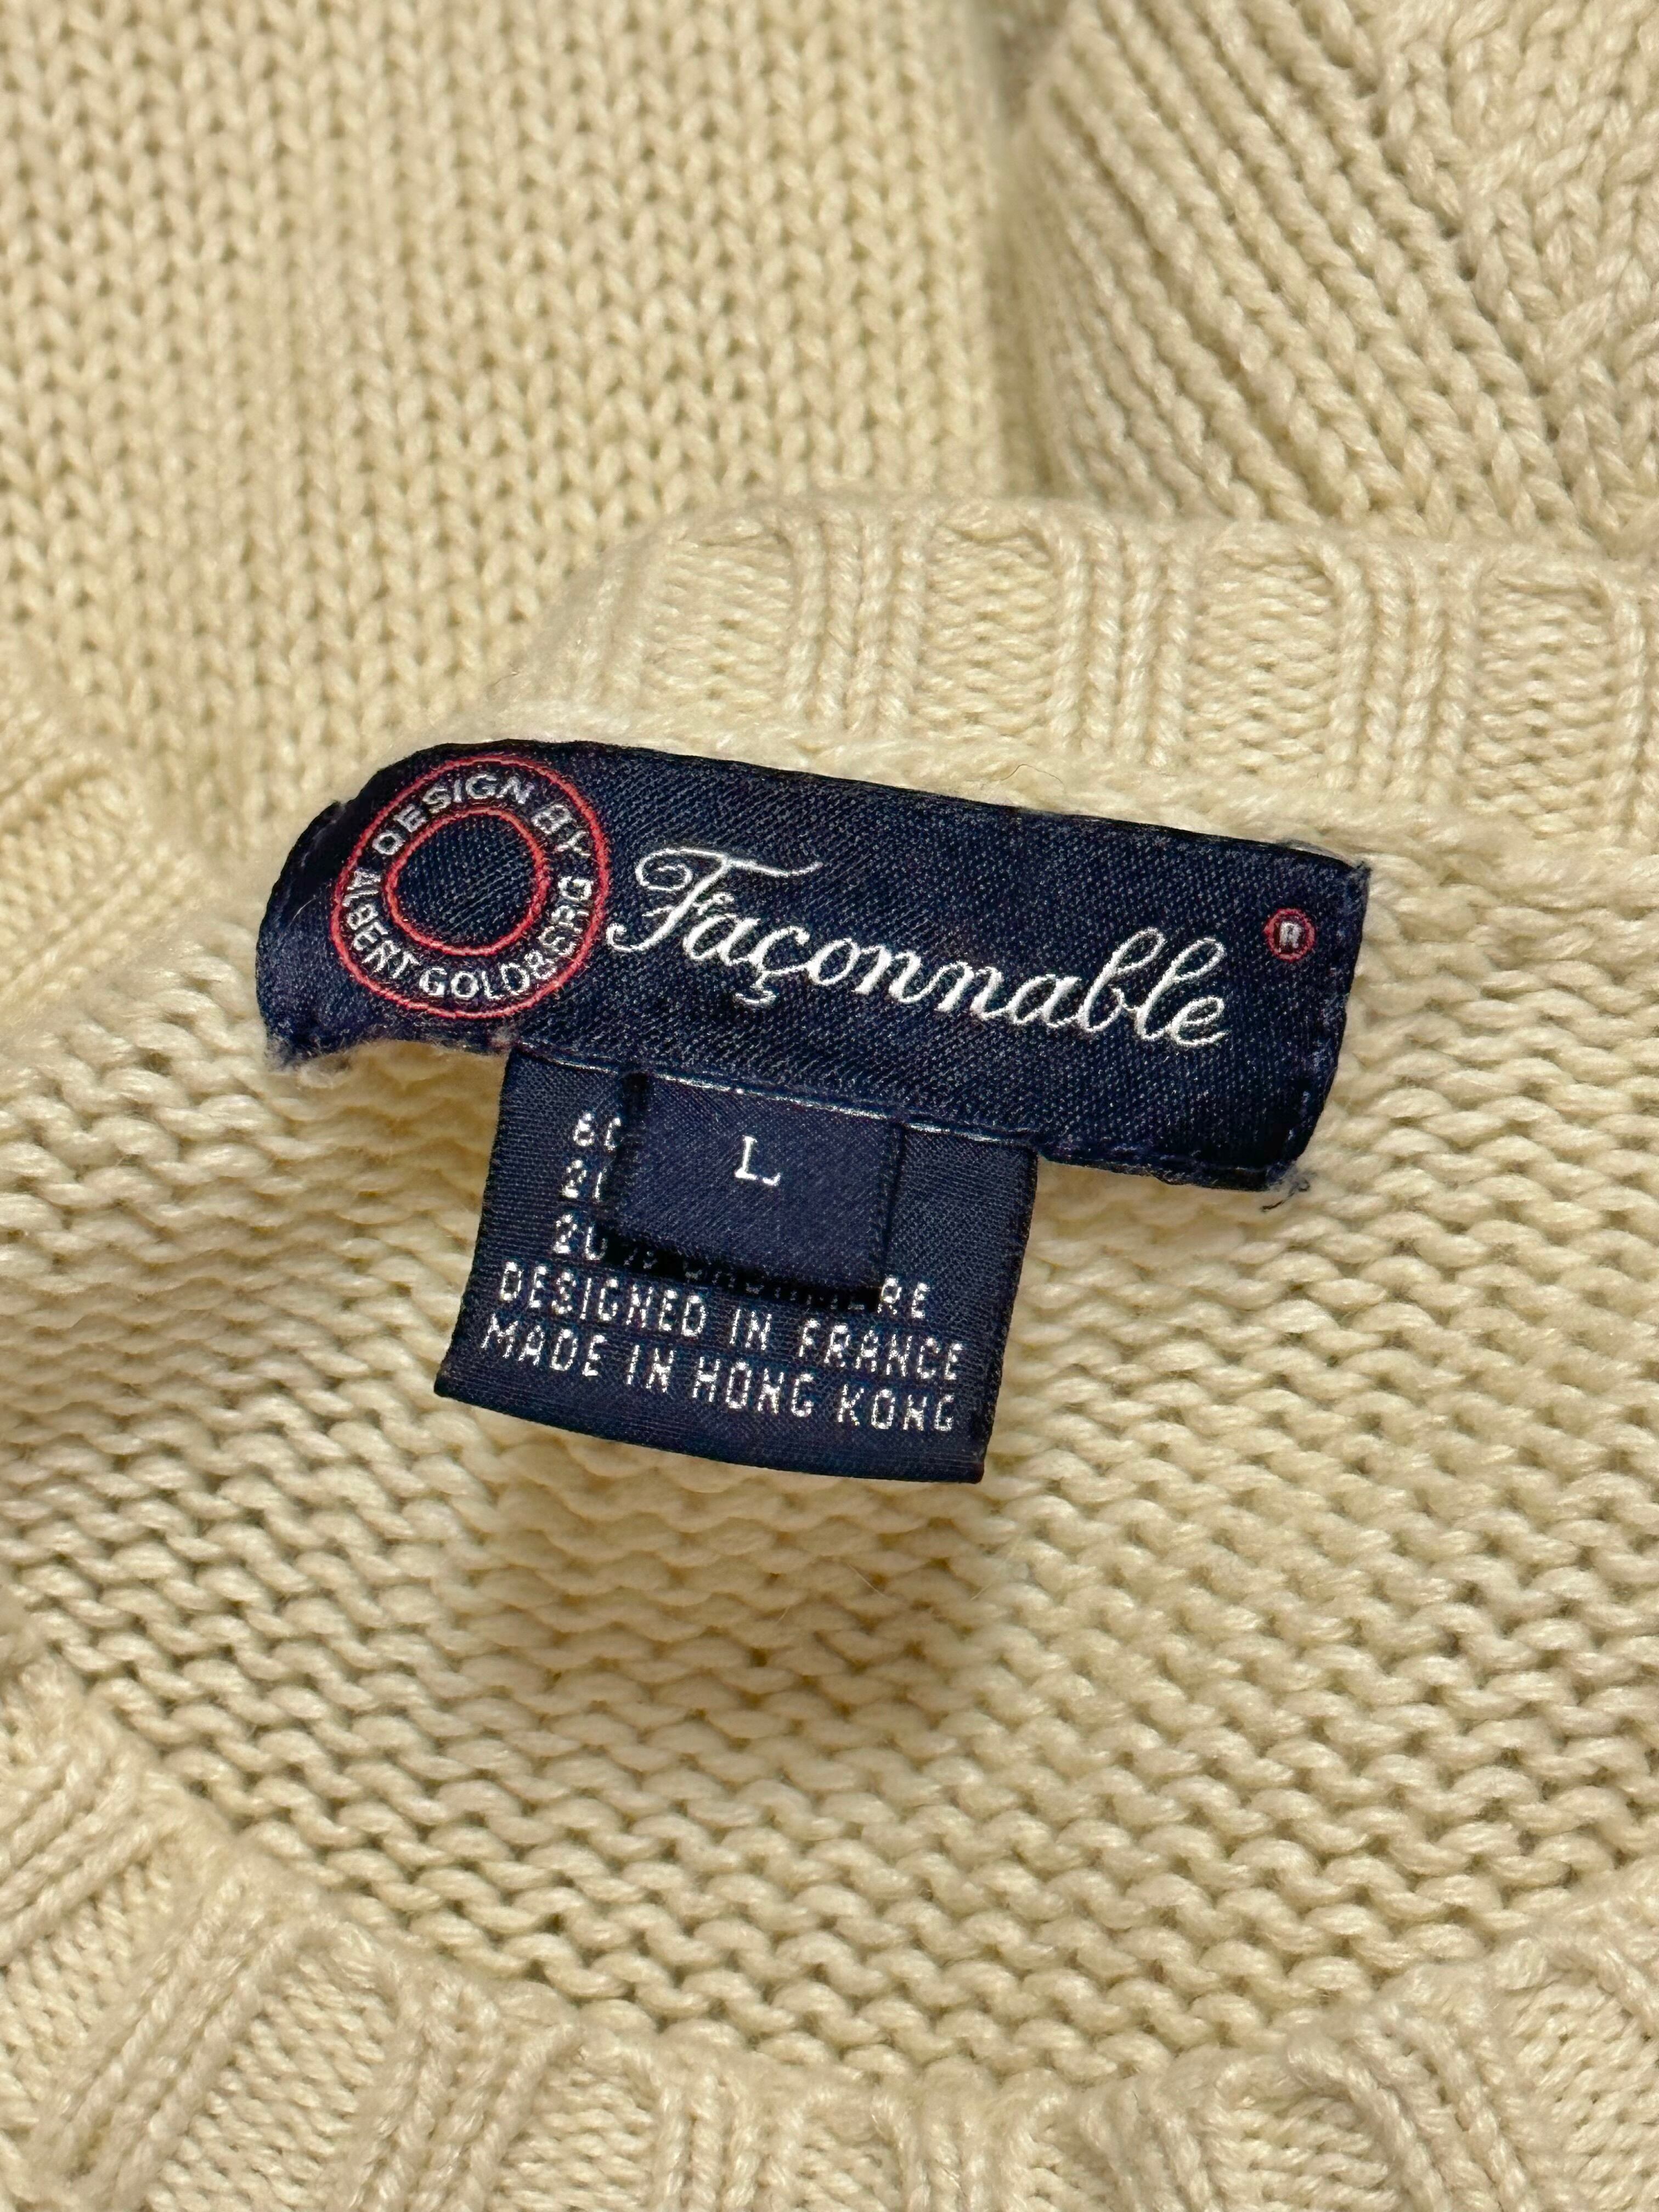 DESIGN BY ALBERT GOLDBERG
Façonnable
®
L
DESIGNED IN FRANCE
MADE IN HONG KONG